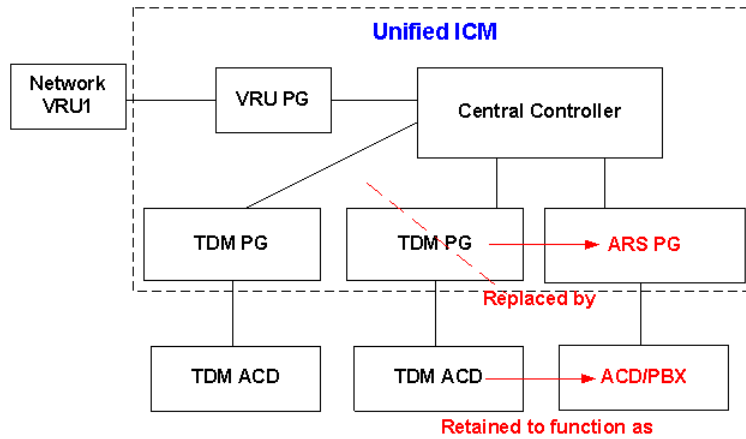 Unified ICM
Network
VRU1
VRU PG
Central Controller
TDM PG
TDM PG
ARS PG
Replaced by
TDM ACD
TDM ACD
ACD/PBX
Retained to function as